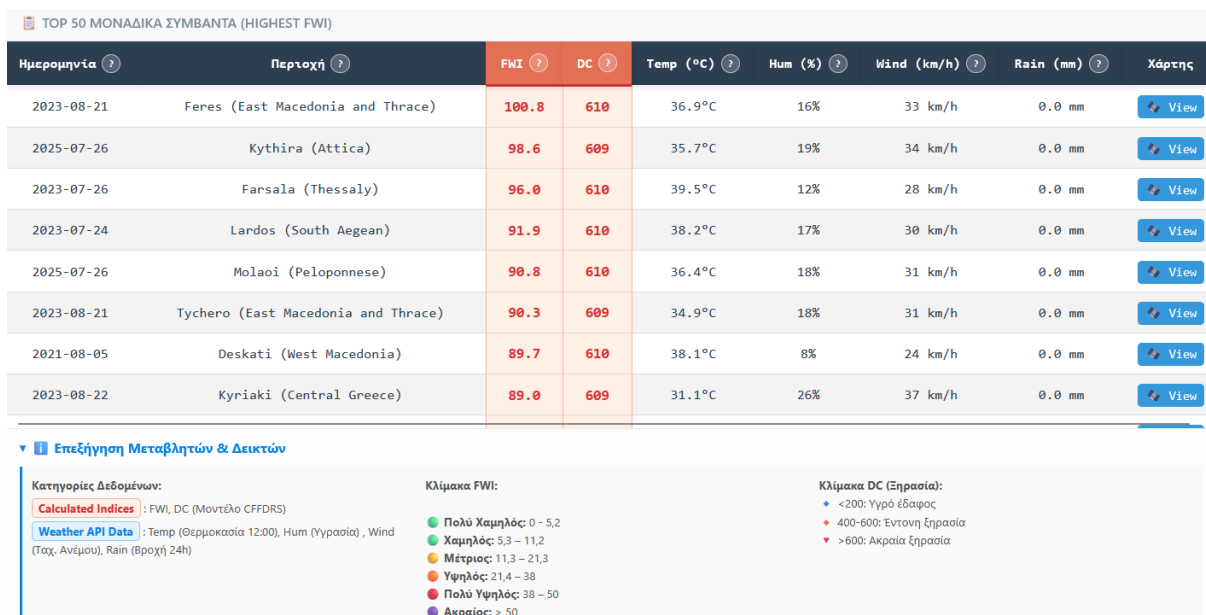 TOP 50 ΜΟΝΑΔΙΚΑ ΣΥΜΒΑΝΤΑ (HIGHEST FWI)
Ημερομηνία ? Περιοχή ? FWI ? DC ? Temp (°C) ? Hum (%) ? Wind (km/h) ? Rain (mm) ? Χάρτης
2023-08-21 Feres (East Macedonia and Thrace) 100.8 610 36.9°C 16% 33 km/h 0.0 mm View
2025-07-26 Kythira (Attica) 98.6 609 35.7°C 19% 34 km/h 0.0 mm View
2023-07-26 Farsala (Thessaly) 96.0 610 39.5°C 12% 28 km/h 0.0 mm View
2023-07-24 Lardos (South Aegean) 91.9 610 38.2°C 17% 30 km/h 0.0 mm View
2025-07-26 Molaoi (Peloponnese) 90.8 610 36.4°C 18% 31 km/h 0.0 mm View
2023-08-21 Tychero (East Macedonia and Thrace) 90.3 609 34.9°C 18% 31 km/h 0.0 mm View
2021-08-05 Deskati (West Macedonia) 89.7 610 38.1°C 8% 24 km/h 0.0 mm View
2023-08-22 Kyriaki (Central Greece) 89.0 609 31.1°C 26% 37 km/h 0.0 mm View
Επεξήγηση Μεταβλητών & Δεικτών
Κατηγορίες Δεδομένων:
Calculated Indices : FWI, DC (Μοντέλο CFFDRS)
Weather API Data : Temp (Θερμοκασία 12:00), Hum (Υγρασία) , Wind
(Ταχ. Ανέμου), Rain (Βροχή 24h)
Κλίμακα FWI:
Πολύ Χαμηλός: 0 - 5,2
Χαμηλός: 5,3 – 11,2
Μέτριος: 11,3 – 21,3
Υψηλός: 21,4 – 38
Πολύ Υψηλός: 38 – 50
Ακραίος: > 50
Κλίμακα DC (Ξηρασία):
<200: Υγρό έδαφος
400-600: Έντονη ξηρασία
>600: Ακραία ξηρασία